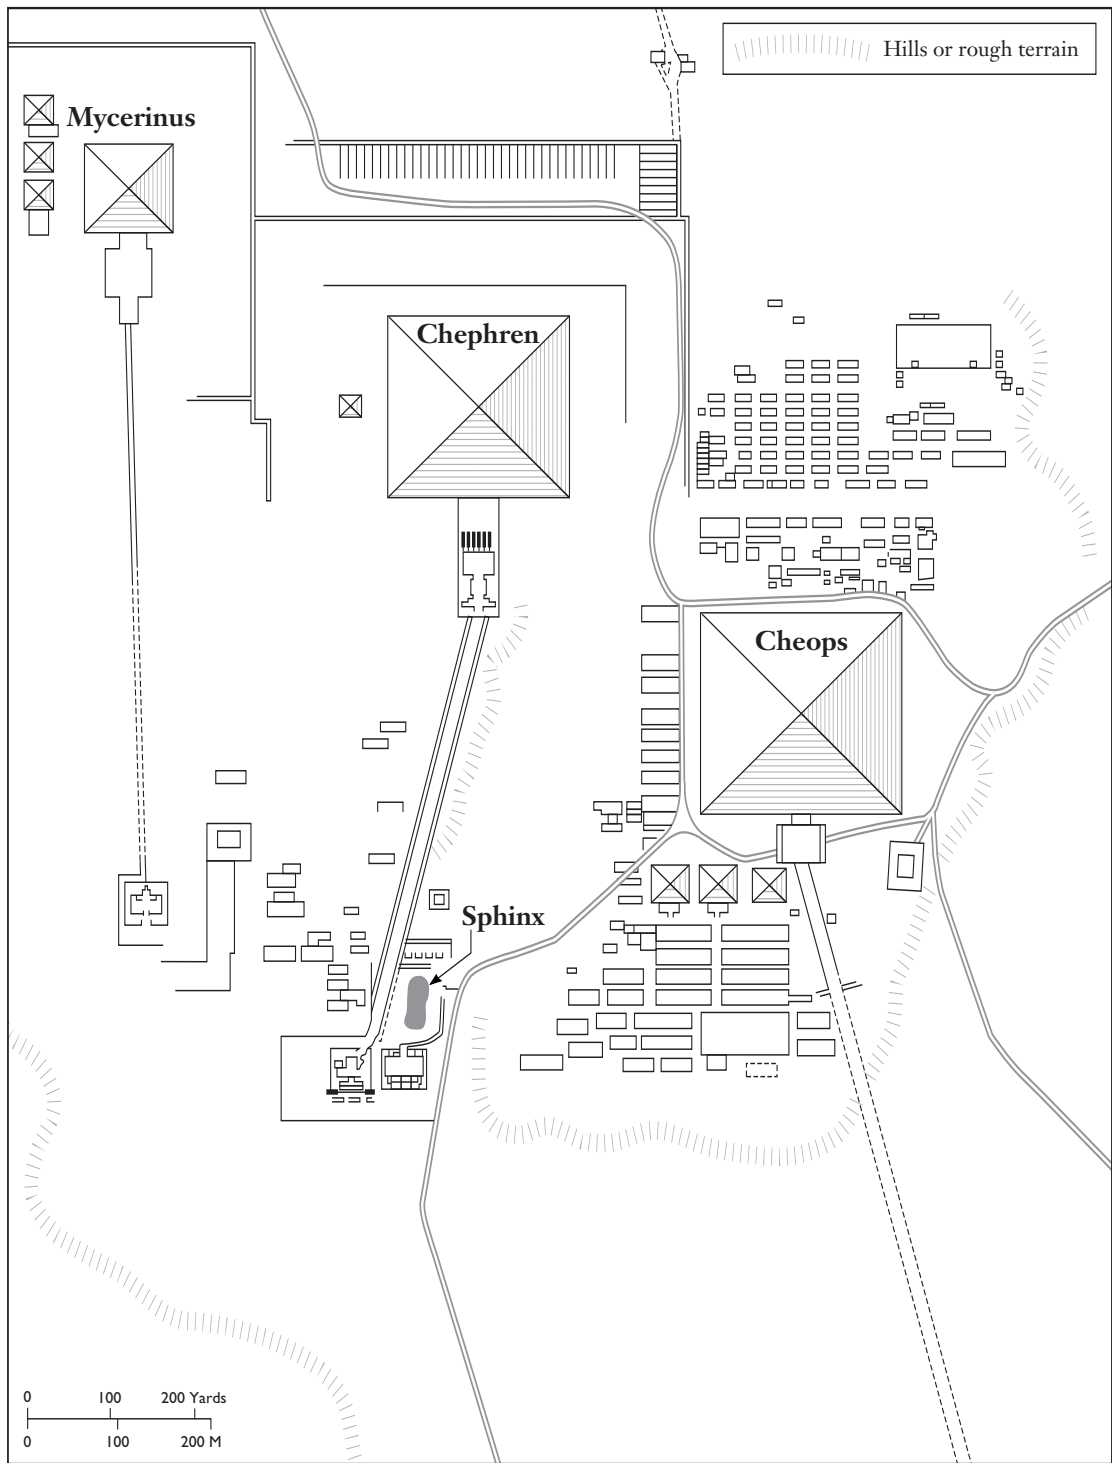 Hills or rough terrain
Mycerinus
Chephren
Cheops
Sphinx
0 100 200 Yards
0 100 200 M